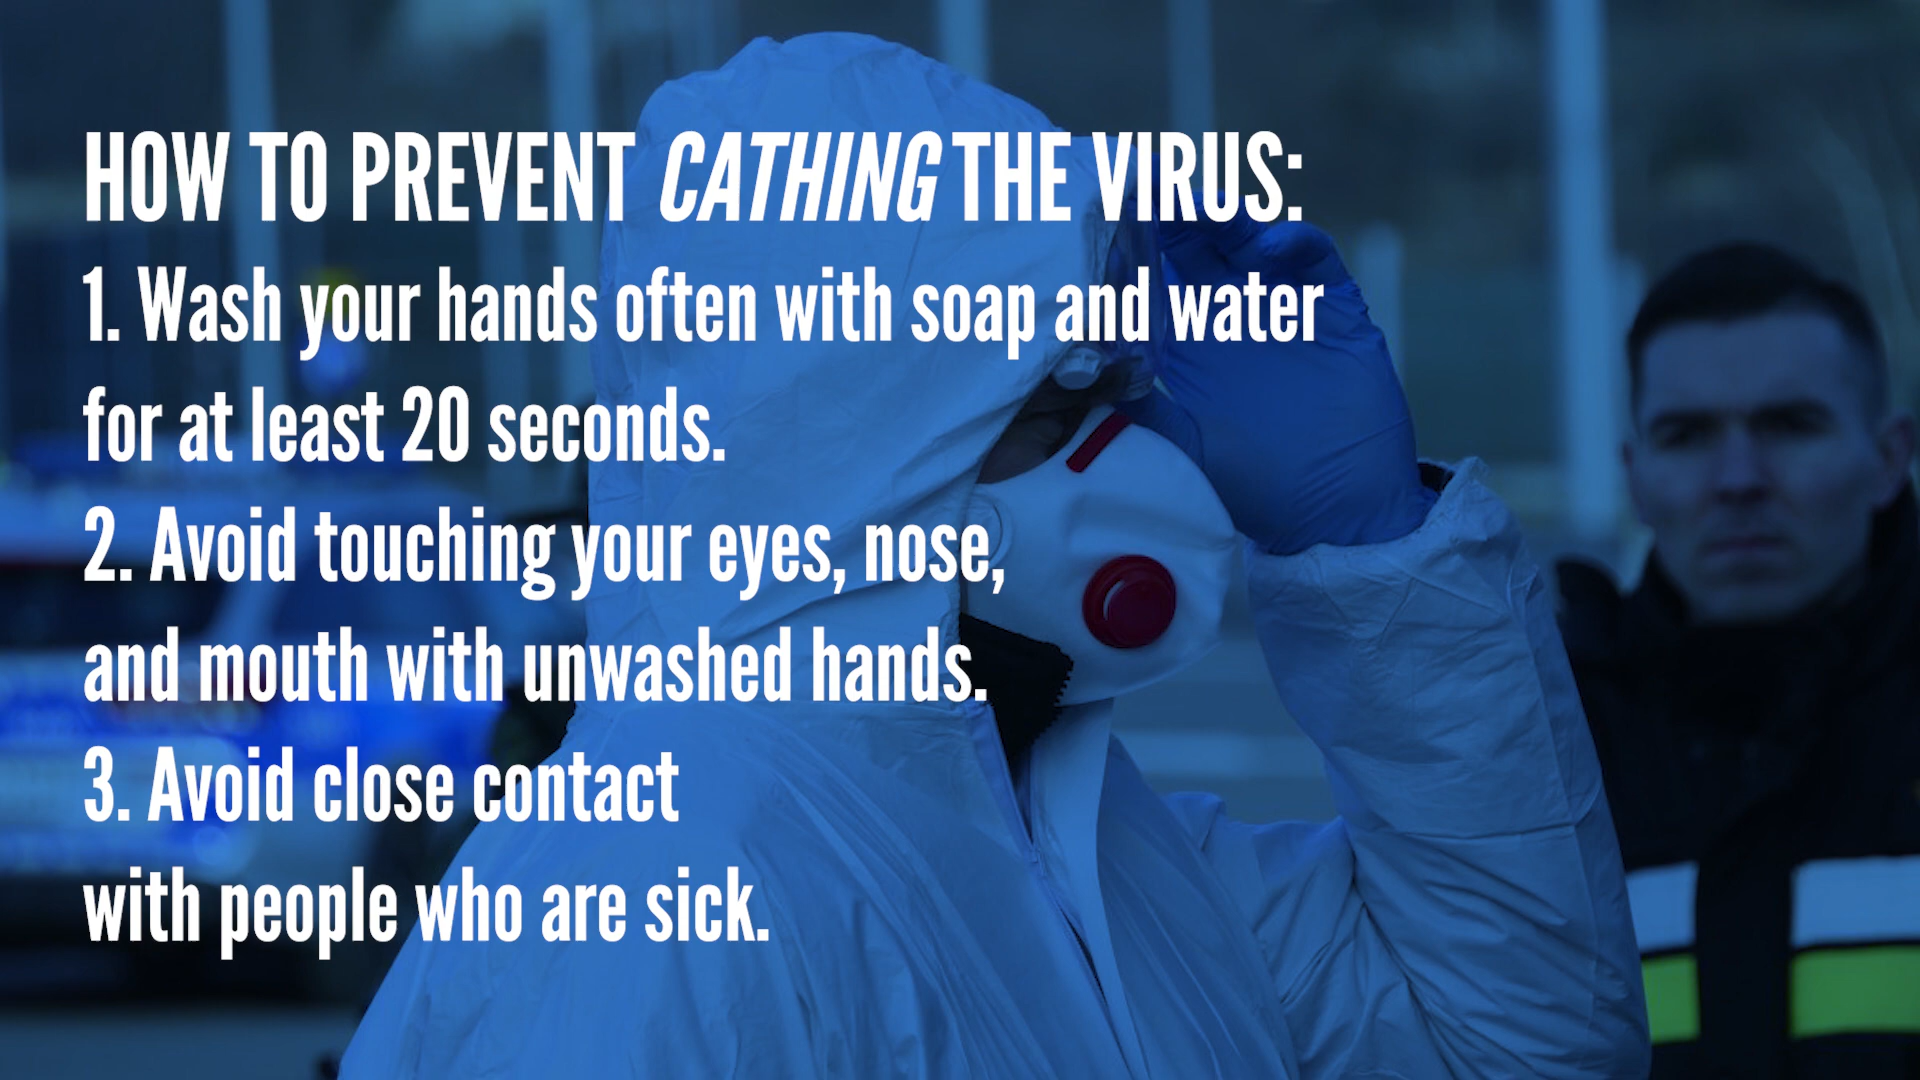 HOW TO PREVENT CATHING THE VIRUS:
1. Wash your hands often with soap and water
for at least 20 seconds.
2. Avoid touching your eyes, nose,
and mouth with unwashed hands.
3. Avoid close contact
with people who are sick.